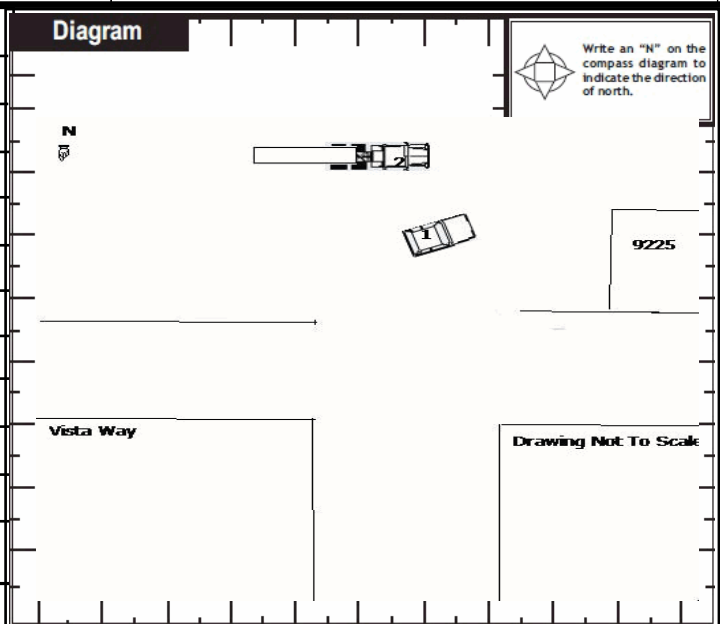 Diagram
Write an “N” on the
compass diagram to
indicate the direction
of north.
N
2
1
9225
Vista Way
Drawing Not To Scale